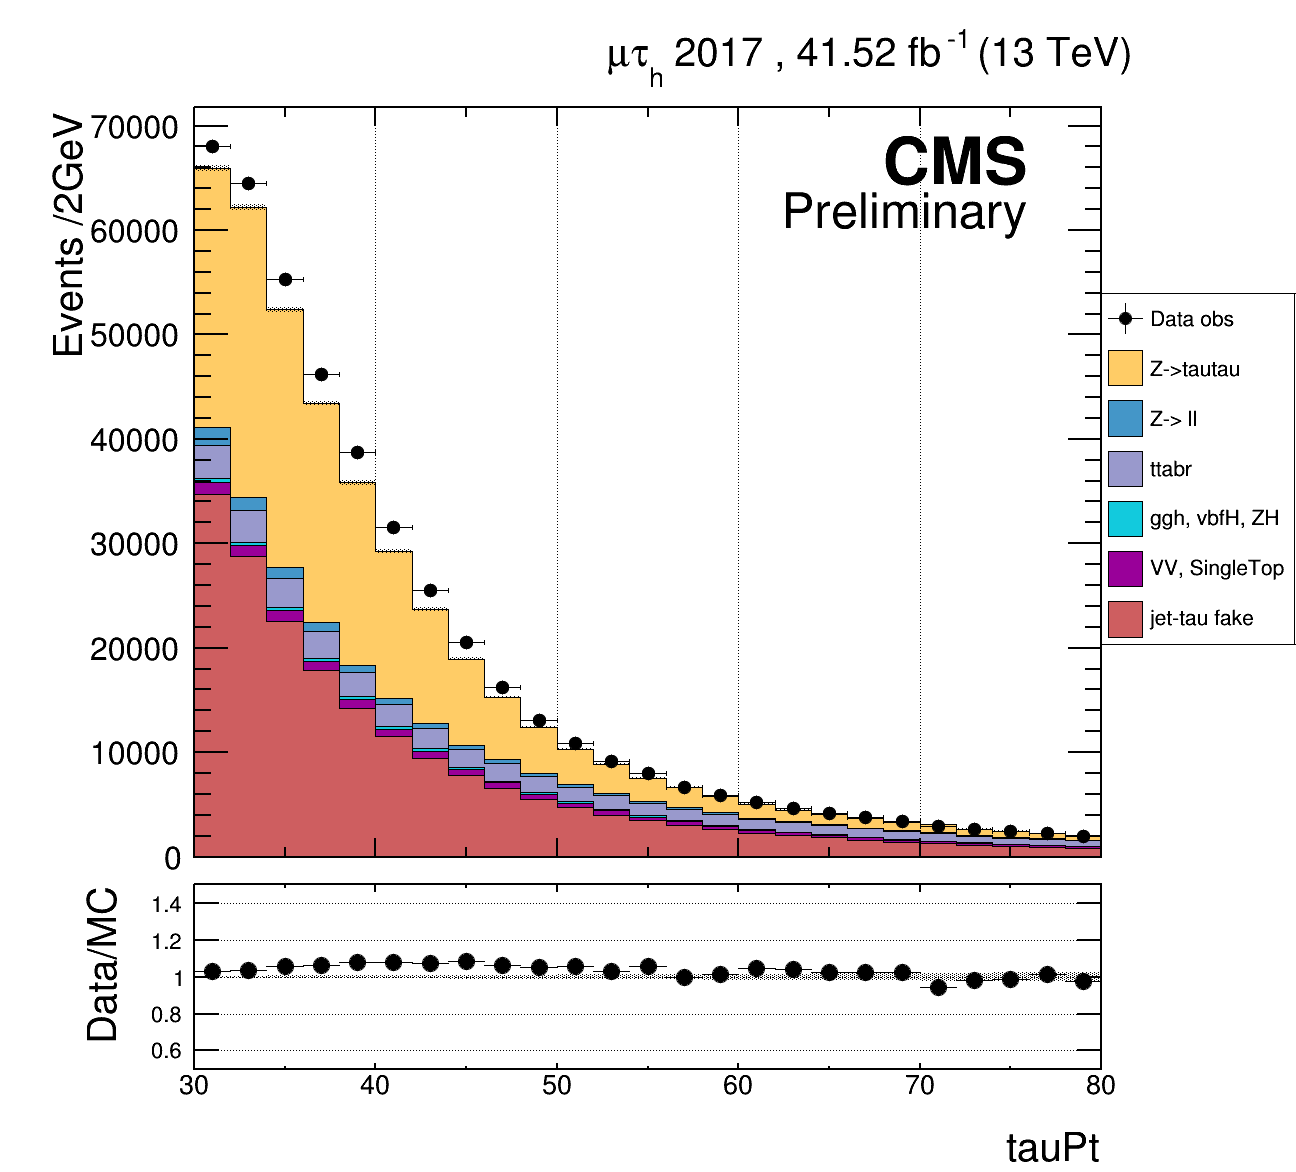 μτh 2017 , 41.52 fb-1 (13 TeV)
Events /2GeV
70000
60000
50000
40000
30000
20000
10000
0
CMS
Preliminary
Data obs
Z->tautau
Z-> ll
ttabr
ggh, vbfH, ZH
VV, SingleTop
jet-tau fake
Data/MC
1.4
1.2
1
0.8
0.6
30 40 50 60 70 80
tauPt